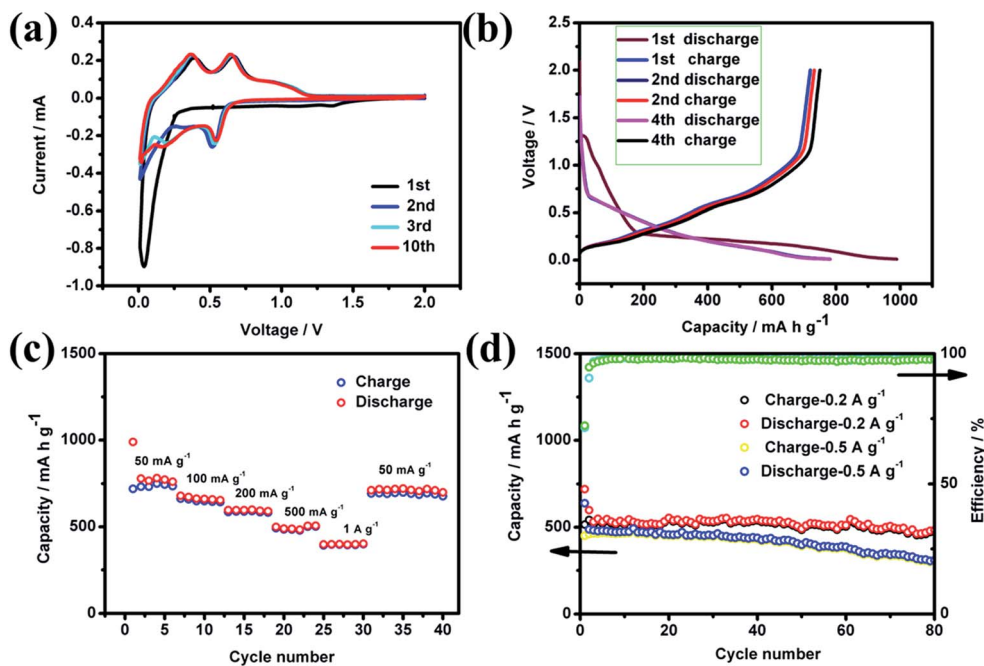 (a)
0.4
0.2
0.0
-0.2
-0.4
-0.6
-0.8
-1.0
Current / mA
1st
2nd
3rd
10th
0.0 0.5 1.0 1.5 2.0
Voltage / V
(b)
2.5
2.0
1.5
1.0
0.5
0.0
Voltage / V
1st discharge
1st charge
2nd discharge
2nd charge
4th discharge
4th charge
0 200 400 600 800 1000
Capacity / mA h g-1
(c)
1500
1000
500
0
Capacity / mA h g-1
Charge
Discharge
50 mA g-1
100 mA g-1
200 mA g-1
500 mA g-1
1 A g-1
50 mA g-1
0 5 10 15 20 25 30 35 40
Cycle number
(d)
1500
1000
500
0
Capacity / mA h g-1
Charge-0.2 A g-1
Discharge-0.2 A g-1
Charge-0.5 A g-1
Discharge-0.5 A g-1
100
50
0
Efficiency / %
0 20 40 60 80
Cycle number